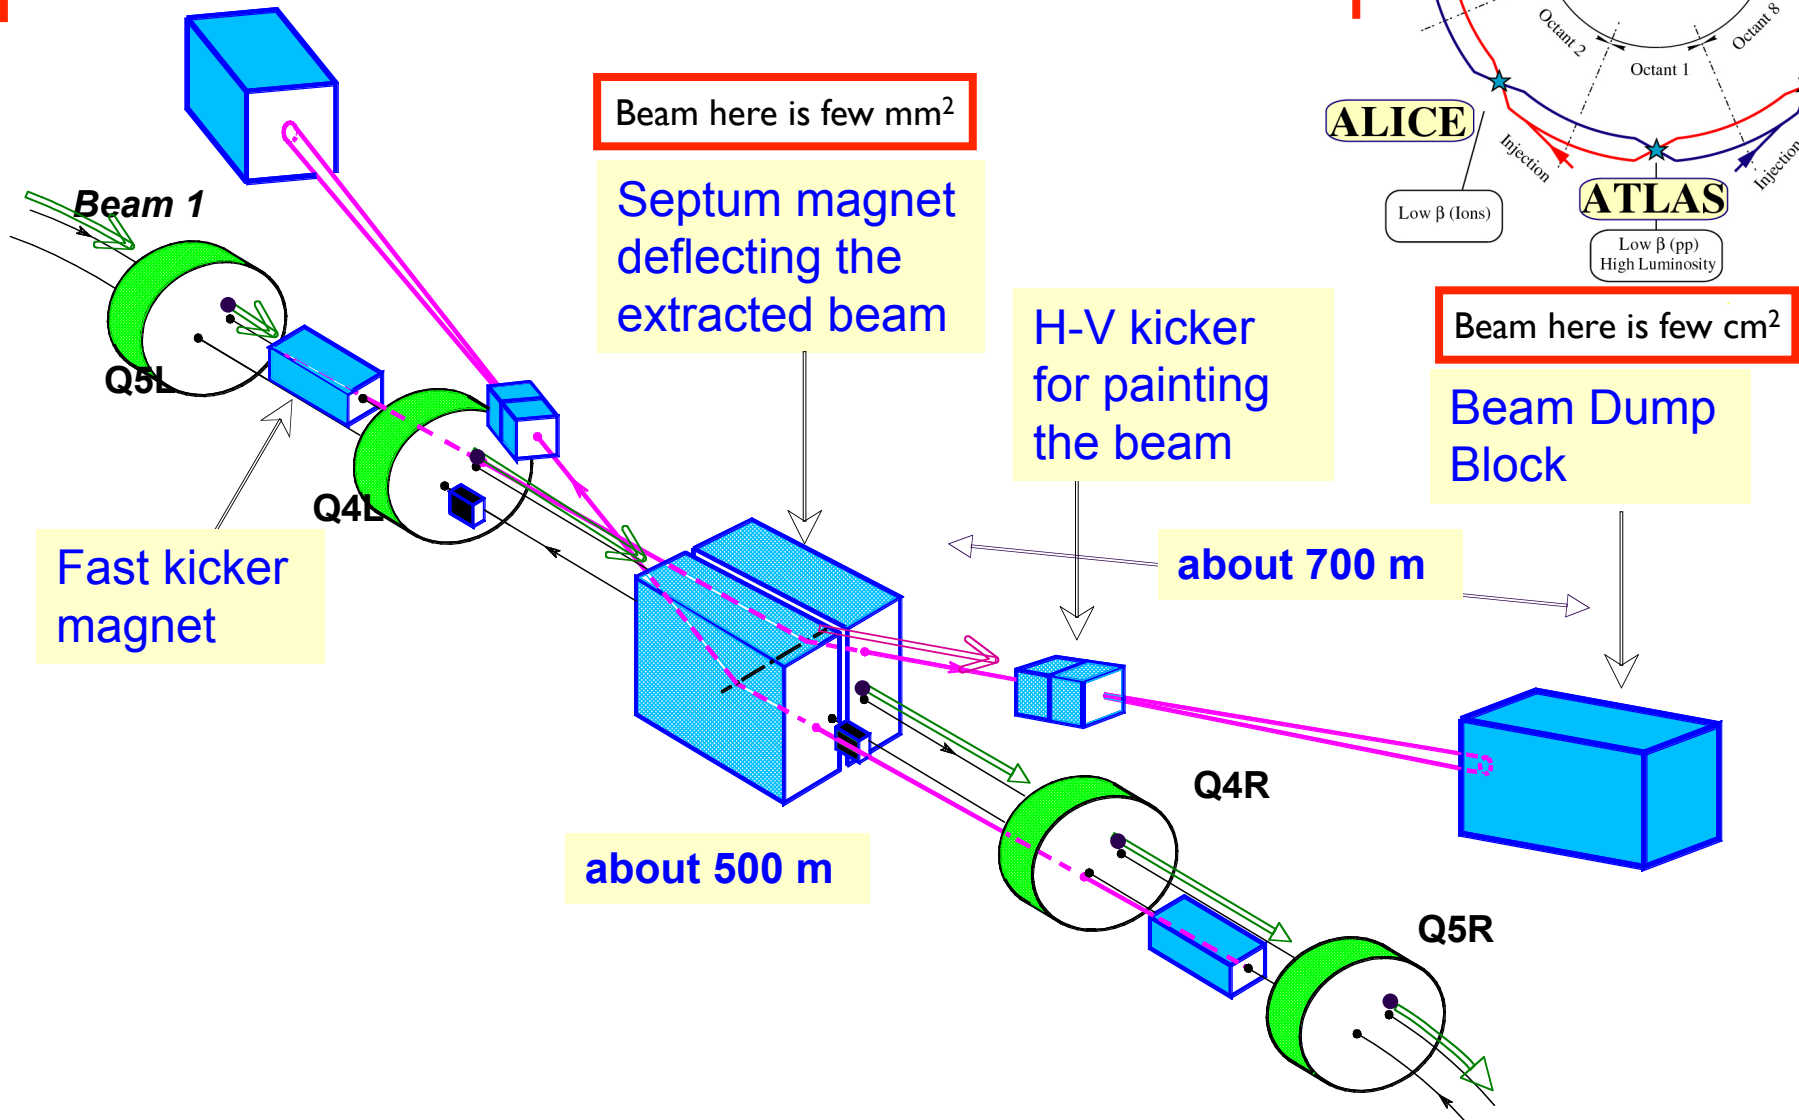 Octant 2
Octant 1
Octant 8
ALICE
Injection
Injection
ATLAS
Low β (Ions)
Low β (pp)
High Luminosity
Beam here is few mm²
Septum magnet
deflecting the
extracted beam
Beam 1
H-V kicker
for painting
the beam
Beam here is few cm²
Beam Dump
Block
Q5L
Q4L
Fast kicker
magnet
about 700 m
Q4R
about 500 m
Q5R